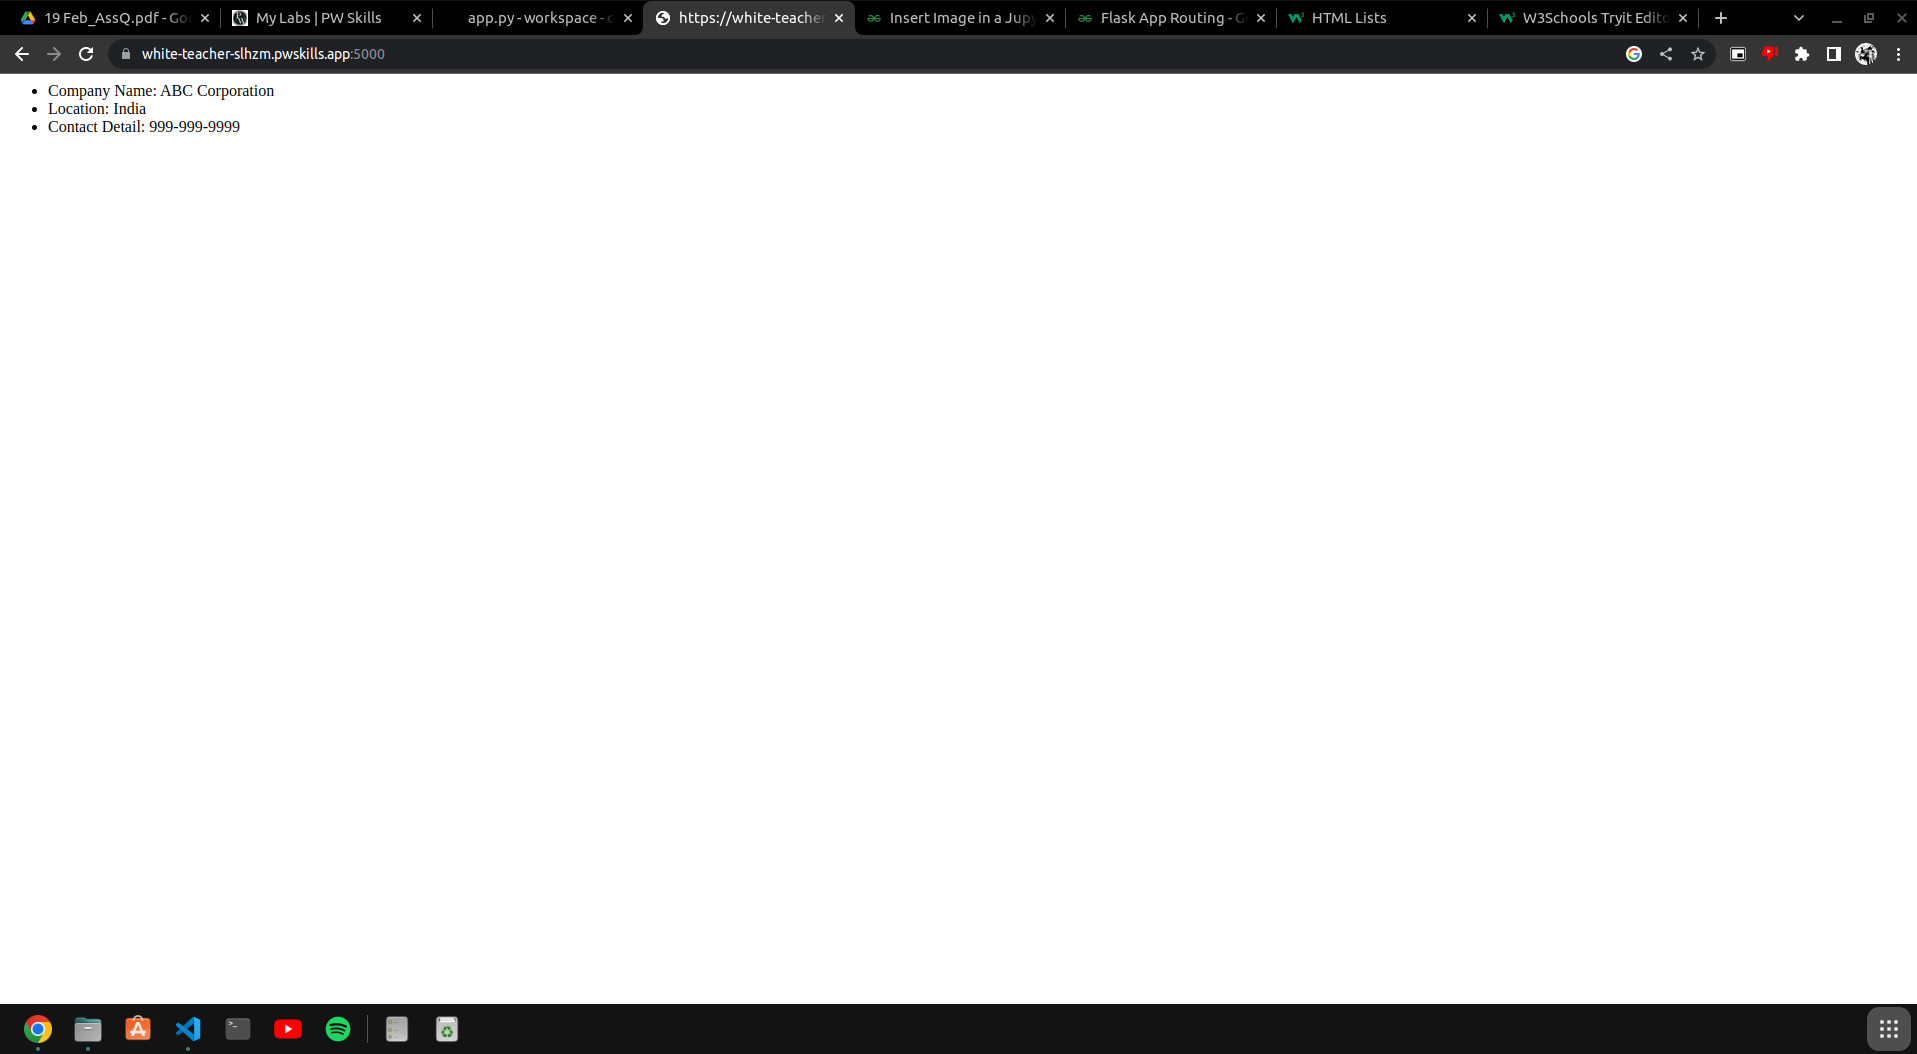 19 Feb_AssQ.pdf - Goo
My Labs | PW Skills
app.py - workspace - c
https://white-teacher
Insert Image in a Jupy
Flask App Routing - G
HTML Lists
W3Schools Tryit Edito
white-teacher-slhzm.pwskills.app:5000
• Company Name: ABC Corporation
• Location: India
• Contact Detail: 999-999-9999